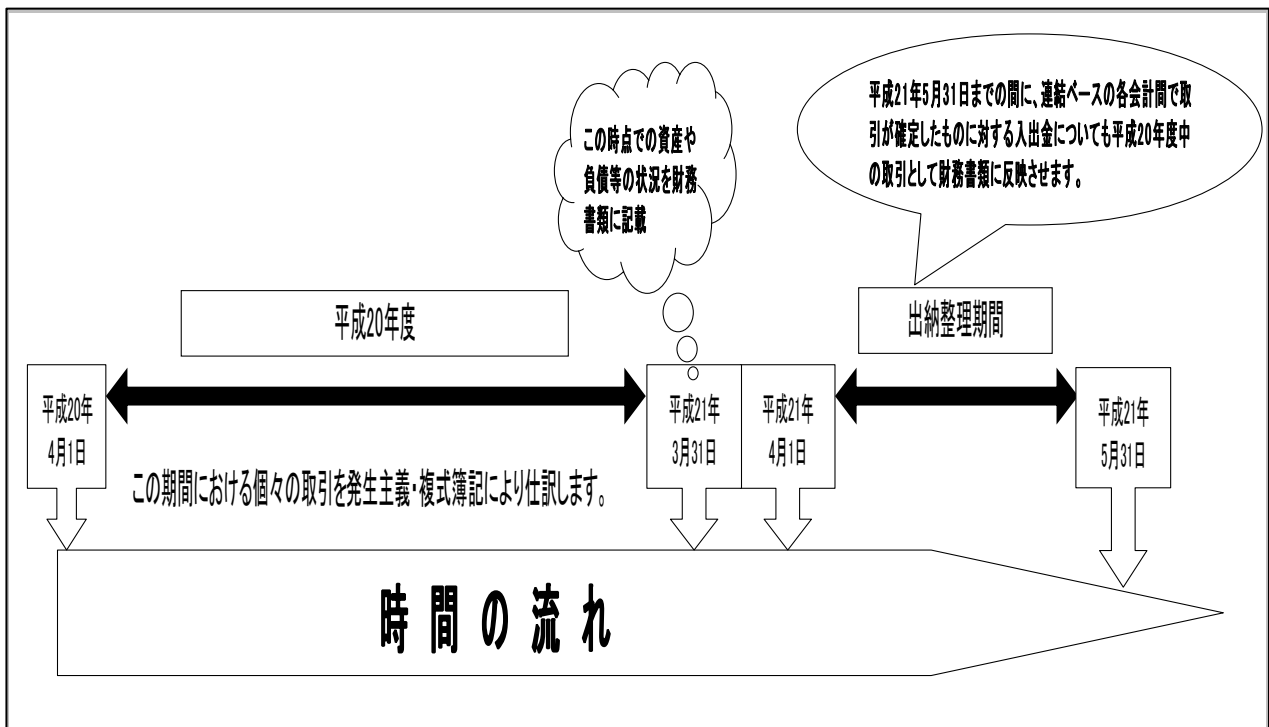 この時点での資産や
負債等の状況を財務
書類に記載
平成21年5月31日までの間に、連結ベースの各会計間で取
引が確定したものに対する入出金についても平成20年度中
の取引として財務書類に反映させます。
平成20年度
出納整理期間
平成20年
4月1日
平成21年
3月31日
平成21年
4月1日
平成21年
5月31日
この期間における個々の取引を発生主義・複式簿記により仕訳します。
時間の流れ